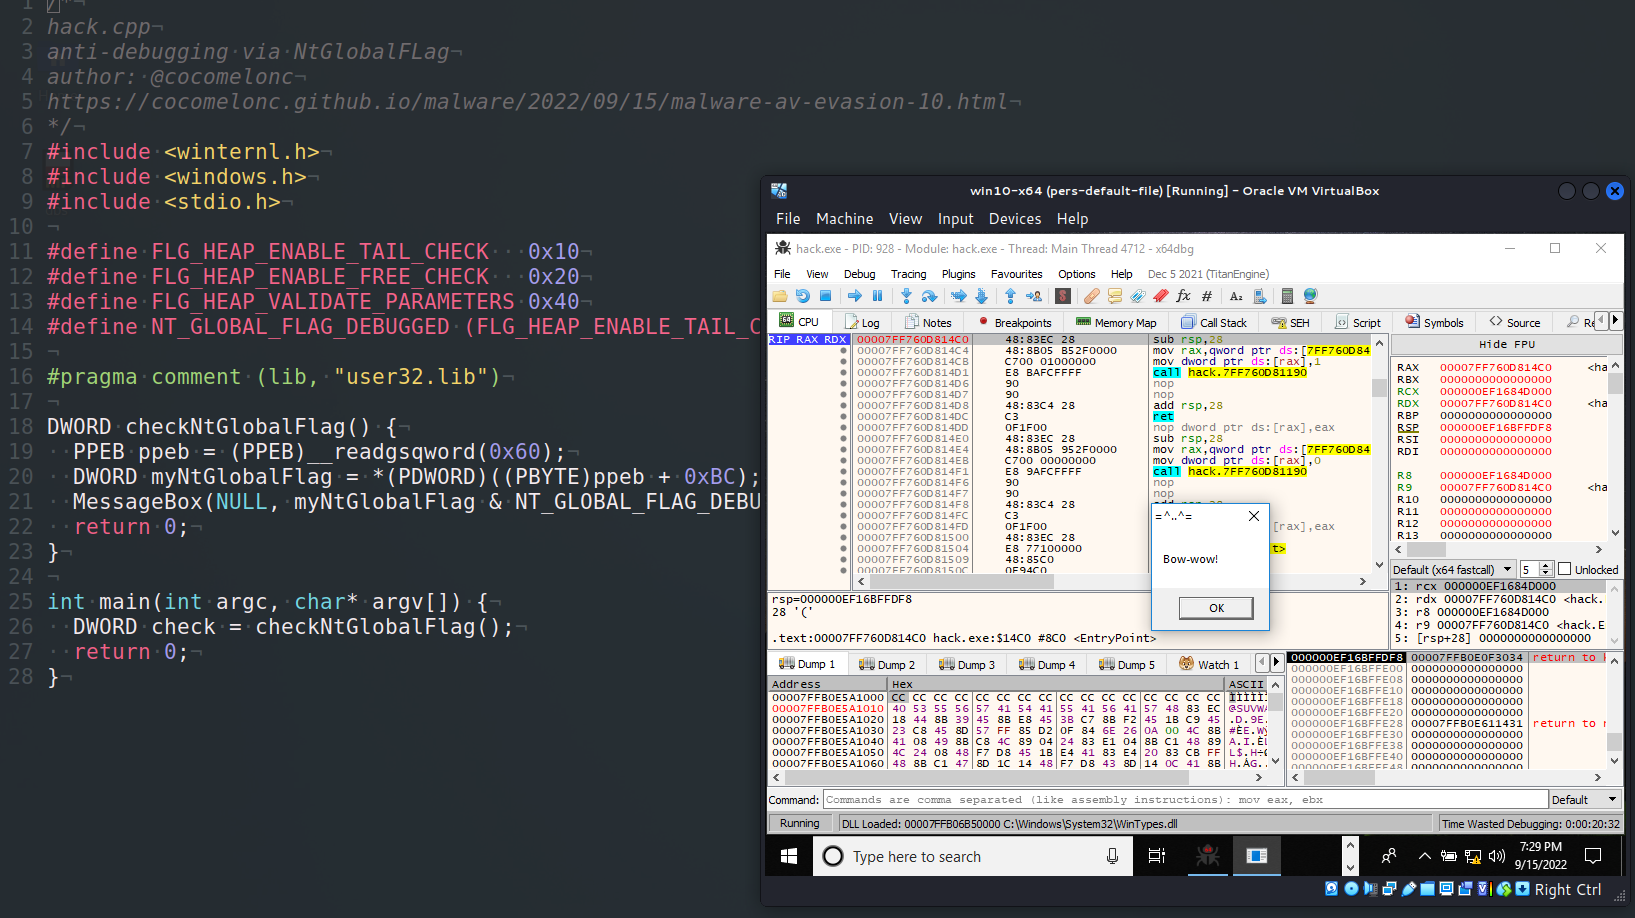 1 /*
2 hack.cpp
3 anti-debugging via NtGlobalFLag
4 author: @cocomelonc
5 https://cocomelonc.github.io/malware/2022/09/15/malware-av-evasion-10.html
6 */
7 #include <winternl.h>
8 #include <windows.h>
9 #include <stdio.h>
10
11 #define FLG_HEAP_ENABLE_TAIL_CHECK   0x10
12 #define FLG_HEAP_ENABLE_FREE_CHECK   0x20
13 #define FLG_HEAP_VALIDATE_PARAMETERS 0x40
14 #define NT_GLOBAL_FLAG_DEBUGGED (FLG_HEAP_ENABLE_TAIL_C
15
16 #pragma comment (lib, "user32.lib")
17
18 DWORD checkNtGlobalFlag() {
19   PPEB ppeb = (PPEB)__readgsqword(0x60);
20   DWORD myNtGlobalFlag = *(PDWORD)((PBYTE)ppeb + 0xBC);
21   MessageBox(NULL, myNtGlobalFlag & NT_GLOBAL_FLAG_DEBU
22   return 0;
23 }
24
25 int main(int argc, char* argv[]) {
26   DWORD check = checkNtGlobalFlag();
27   return 0;
28 }
win10-x64 (pers-default-file) [Running] - Oracle VM VirtualBox
File Machine View Input Devices Help
hack.exe - PID: 928 - Module: hack.exe - Thread: Main Thread 4712 - x64dbg
File View Debug Tracing Plugins Favourites Options Help Dec 5 2021 (TitanEngine)
CPU Log Notes Breakpoints Memory Map Call Stack SEH Script Symbols Source Re
RIP RAX RDX
00007FF760D814C0 48:83EC 28 sub rsp,28
00007FF760D814C4 48:8B05 B52F0000 mov rax,qword ptr ds:[7FF760D84
00007FF760D814CB C700 01000000 mov dword ptr ds:[rax],1
00007FF760D814D1 E8 BAFCFFFF call hack.7FF760D81190
00007FF760D814D6 90 nop
00007FF760D814D7 90 nop
00007FF760D814D8 48:83C4 28 add rsp,28
00007FF760D814DC C3 ret
00007FF760D814DD 0F1F00 nop dword ptr ds:[rax],eax
00007FF760D814E0 48:83EC 28 sub rsp,28
00007FF760D814E4 48:8B05 952F0000 mov rax,qword ptr ds:[7FF760D84
00007FF760D814EB C700 00000000 mov dword ptr ds:[rax],0
00007FF760D814F1 E8 9AFCFFFF call hack.7FF760D81190
00007FF760D814F6 90 nop
00007FF760D814F7 90 nop
00007FF760D814F8 48:83C4 28
00007FF760D814FC C3
00007FF760D814FD 0F1F00 [rax],eax
00007FF760D81500 48:83EC 28
00007FF760D81504 E8 77100000 t>
00007FF760D81509 48:85C0
00007FF760D8150C 0F94C0
=^..^=
Bow-wow!
OK
Hide FPU
RAX 00007FF760D814C0 <ha
RBX 0000000000000000
RCX 000000EF1684D000
RDX 00007FF760D814C0 <ha
RBP 0000000000000000
RSP 000000EF16BFFDF8
RSI 0000000000000000
RDI 0000000000000000
R8 000000EF1684D000
R9 00007FF760D814C0 <ha
R10 0000000000000000
R11 0000000000000000
R12 0000000000000000
R13 0000000000000000
Default (x64 fastcall) 5 Unlocked
1: rcx 000000EF1684D000
2: rdx 00007FF760D814C0 <hack.
3: r8 000000EF1684D000
4: r9 00007FF760D814C0 <hack.E
5: [rsp+28] 0000000000000000
rsp=000000EF16BFFDF8
28 '('
.text:00007FF760D814C0 hack.exe:$14C0 #8C0 <EntryPoint>
Dump 1 Dump 2 Dump 3 Dump 4 Dump 5 Watch 1
Address Hex ASCII
00007FFB0E5A1000 CC CC CC CC CC CC CC CC CC CC CC CC CC CC CC CC
00007FFB0E5A1010 40 53 55 56 57 41 54 41 55 41 56 41 57 48 83 EC @SUVWA
00007FFB0E5A1020 18 44 8B 39 45 8B E8 45 3B C7 8B F2 45 1B C9 45 .D.9E.
00007FFB0E5A1030 23 C8 45 8D 57 FF 85 D2 0F 84 6E 26 0A 00 4C 8B #ÈE.Wÿ
00007FFB0E5A1040 41 08 49 8B C8 4C 89 04 24 83 E1 04 8B C1 48 89 A.I.ÈL
00007FFB0E5A1050 4C 24 08 48 F7 D8 45 1B E4 41 83 E4 20 83 CB FF L$.H÷Ø
00007FFB0E5A1060 48 8B C1 47 8D 1C 14 48 F7 D8 43 8D 14 0C 41 8B H.ÁG..
000000EF16BFFDF8 00007FFB0E0F3034 return to k
000000EF16BFFE00 0000000000000000
000000EF16BFFE08 0000000000000000
000000EF16BFFE10 0000000000000000
000000EF16BFFE18 0000000000000000
000000EF16BFFE20 0000000000000000
000000EF16BFFE28 00007FFB0E611431 return to n
000000EF16BFFE30 0000000000000000
000000EF16BFFE38 0000000000000000
000000EF16BFFE40 0000000000000000
000000EF16BFFE48 0000000000000000
Command: Commands are comma separated (like assembly instructions): mov eax, ebx Default
Running DLL Loaded: 00007FFB06B50000 C:\Windows\System32\WinTypes.dll Time Wasted Debugging: 0:00:20:32
Type here to search
7:29 PM
9/15/2022
Right Ctrl